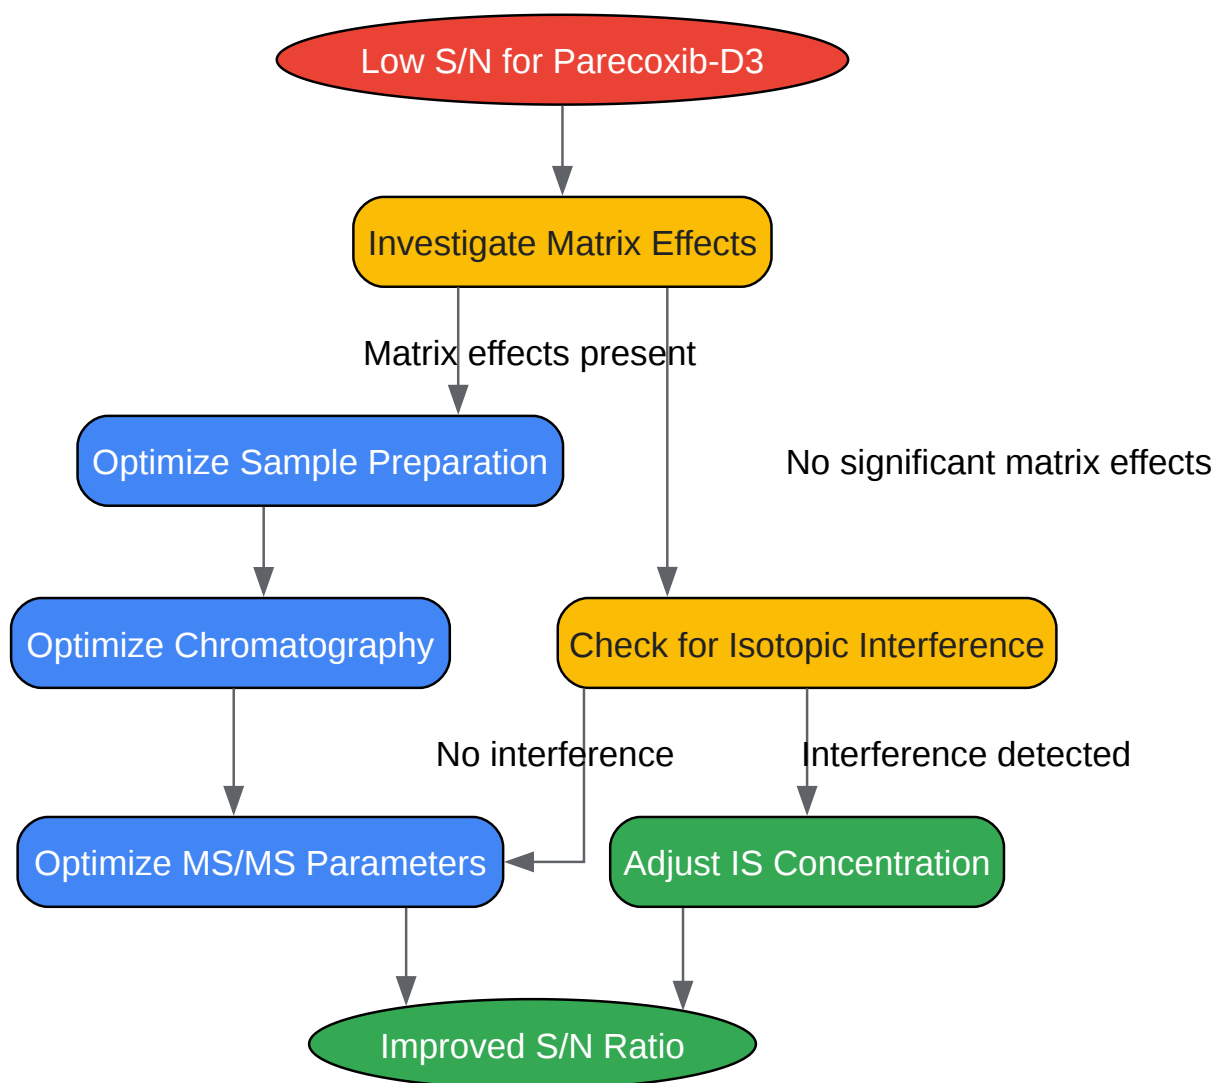 Low S/N for Parecoxib-D3
Investigate Matrix Effects
Matrix effects present
Optimize Sample Preparation
No significant matrix effects
Optimize Chromatography
Check for Isotopic Interference
No interference
Interference detected
Optimize MS/MS Parameters
Adjust IS Concentration
Improved S/N Ratio